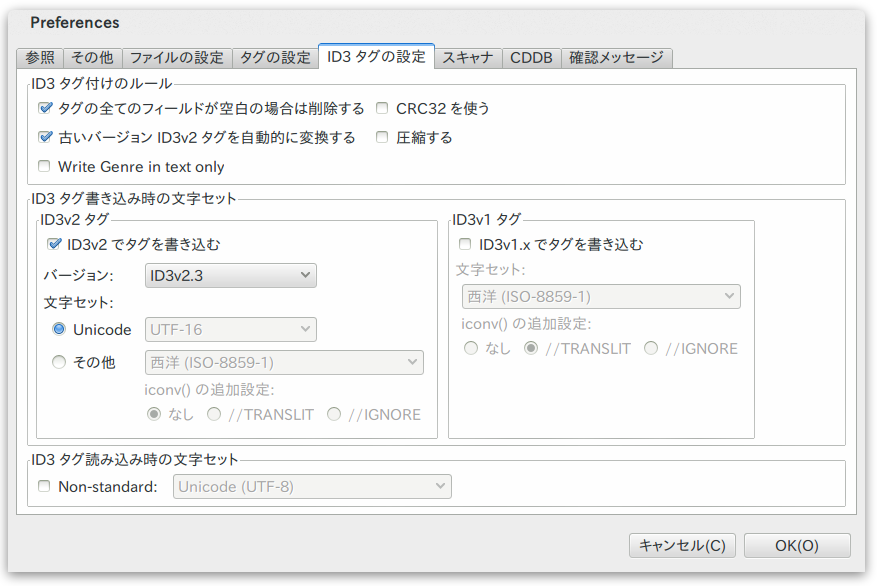 Preferences
参照 その他 ファイルの設定 タグの設定 ID3 タグの設定 スキャナ CDDB 確認メッセージ
ID3 タグ付けのルール
タグの全てのフィールドが空白の場合は削除する CRC32 を使う
古いバージョン ID3v2 タグを自動的に変換する 圧縮する
Write Genre in text only
ID3 タグ書き込み時の文字セット
ID3v2 タグ
ID3v2 でタグを書き込む
バージョン: ID3v2.3
文字セット:
Unicode UTF-16
その他 西洋 (ISO-8859-1)
iconv() の追加設定:
なし //TRANSLIT //IGNORE
ID3v1 タグ
ID3v1.x でタグを書き込む
文字セット:
西洋 (ISO-8859-1)
iconv() の追加設定:
なし //TRANSLIT //IGNORE
ID3 タグ読み込み時の文字セット
Non-standard: Unicode (UTF-8)
キャンセル(C) OK(O)